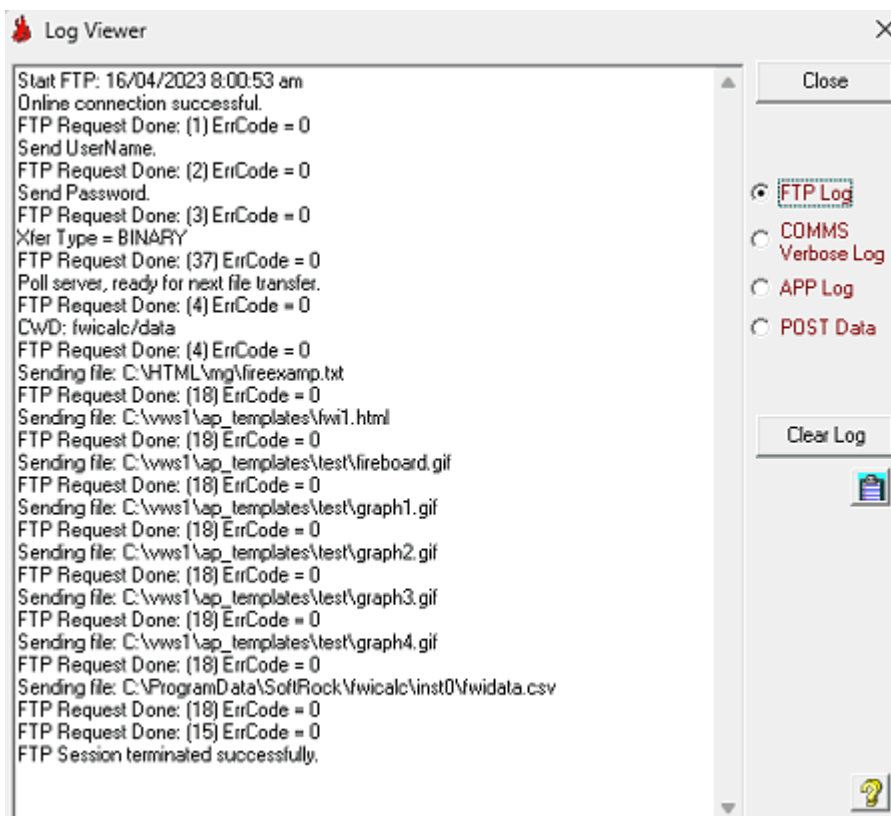 Log Viewer
Start FTP: 16/04/2023 8:00:53 am
Online connection successful.
FTP Request Done: (1) ErrCode = 0
Send UserName.
FTP Request Done: (2) ErrCode = 0
Send Password.
FTP Request Done: (3) ErrCode = 0
Xfer Type = BINARY
FTP Request Done: (37) ErrCode = 0
Poll server, ready for next file transfer.
FTP Request Done: (4) ErrCode = 0
CWD: fwicalc/data
FTP Request Done: (4) ErrCode = 0
Sending file: C:\HTML\mg\fireexamp.txt
FTP Request Done: (18) ErrCode = 0
Sending file: C:\vws1\ap_templates\fwi1.html
FTP Request Done: (18) ErrCode = 0
Sending file: C:\vws1\ap_templates\test\fireboard.gif
FTP Request Done: (18) ErrCode = 0
Sending file: C:\vws1\ap_templates\test\graph1.gif
FTP Request Done: (18) ErrCode = 0
Sending file: C:\vws1\ap_templates\test\graph2.gif
FTP Request Done: (18) ErrCode = 0
Sending file: C:\vws1\ap_templates\test\graph3.gif
FTP Request Done: (18) ErrCode = 0
Sending file: C:\vws1\ap_templates\test\graph4.gif
FTP Request Done: (18) ErrCode = 0
Sending file: C:\ProgramData\SoftRock\fwicalc\inst0\fwidata.csv
FTP Request Done: (18) ErrCode = 0
FTP Request Done: (15) ErrCode = 0
FTP Session terminated successfully.
Close
FTP Log
COMMS
Verbose Log
APP Log
POST Data
Clear Log